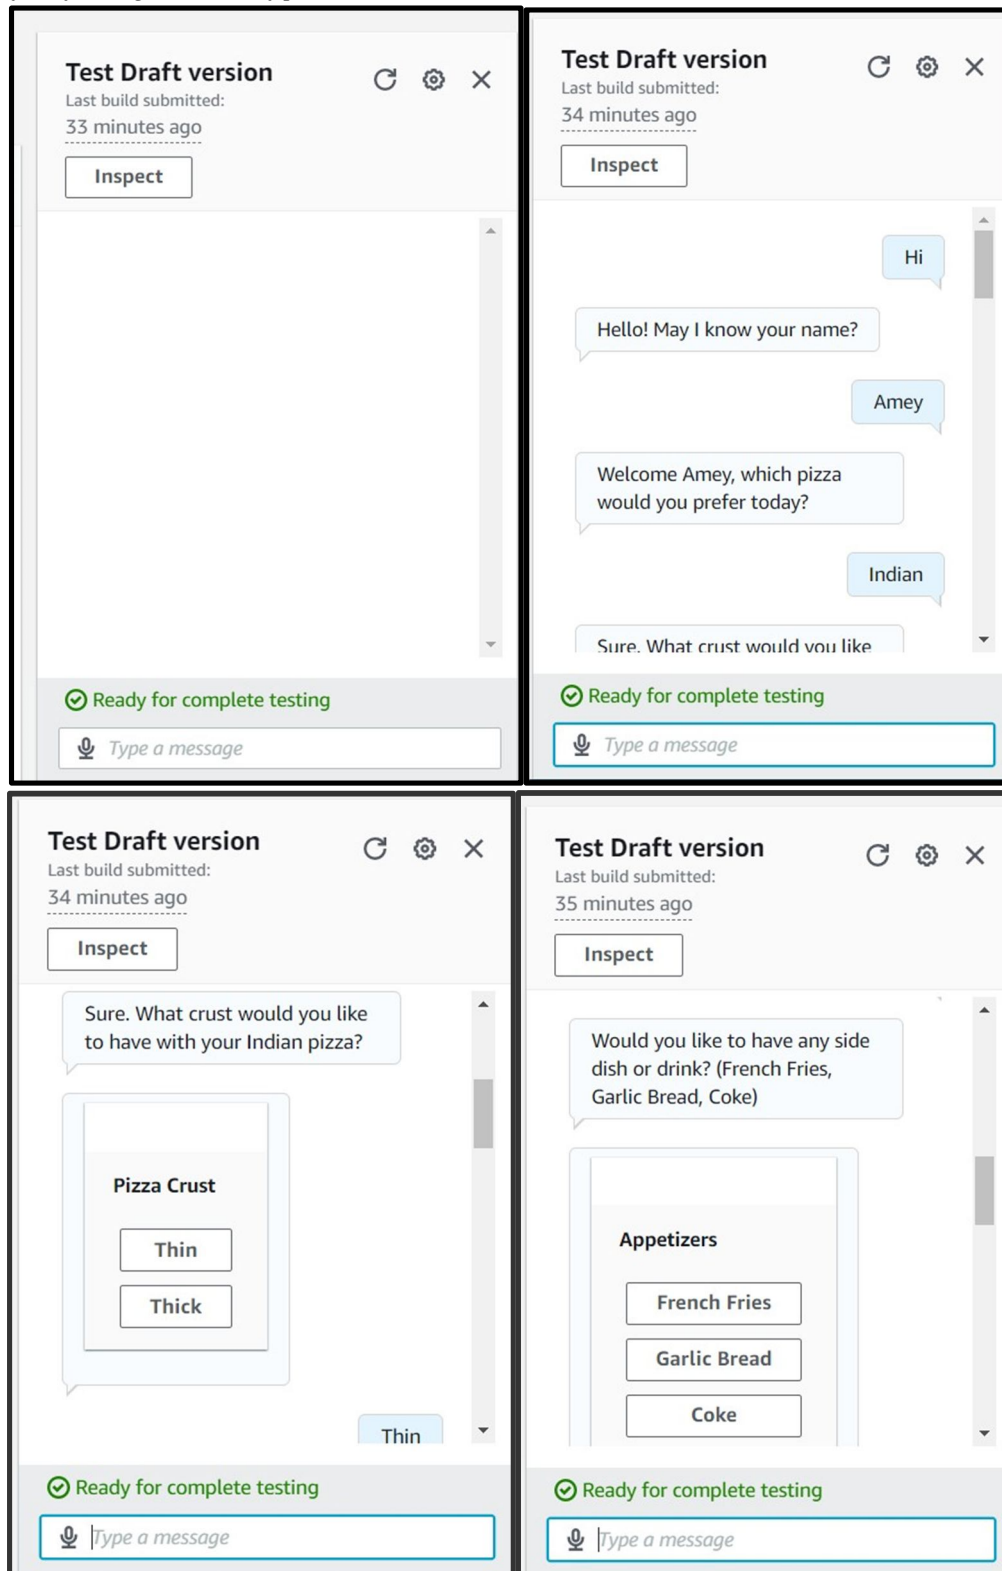 Test Draft version
Last build submitted:
33 minutes ago
Inspect
Ready for complete testing
Type a message
Test Draft version
Last build submitted:
34 minutes ago
Inspect
Hi
Hello! May I know your name?
Amey
Welcome Amey, which pizza
would you prefer today?
Indian
Sure. What crust would you like
Ready for complete testing
Type a message
Test Draft version
Last build submitted:
34 minutes ago
Inspect
Sure. What crust would you like
to have with your Indian pizza?
Pizza Crust
Thin
Thick
Thin
Ready for complete testing
Type a message
Test Draft version
Last build submitted:
35 minutes ago
Inspect
Would you like to have any side
dish or drink? (French Fries,
Garlic Bread, Coke)
Appetizers
French Fries
Garlic Bread
Coke
Ready for complete testing
Type a message